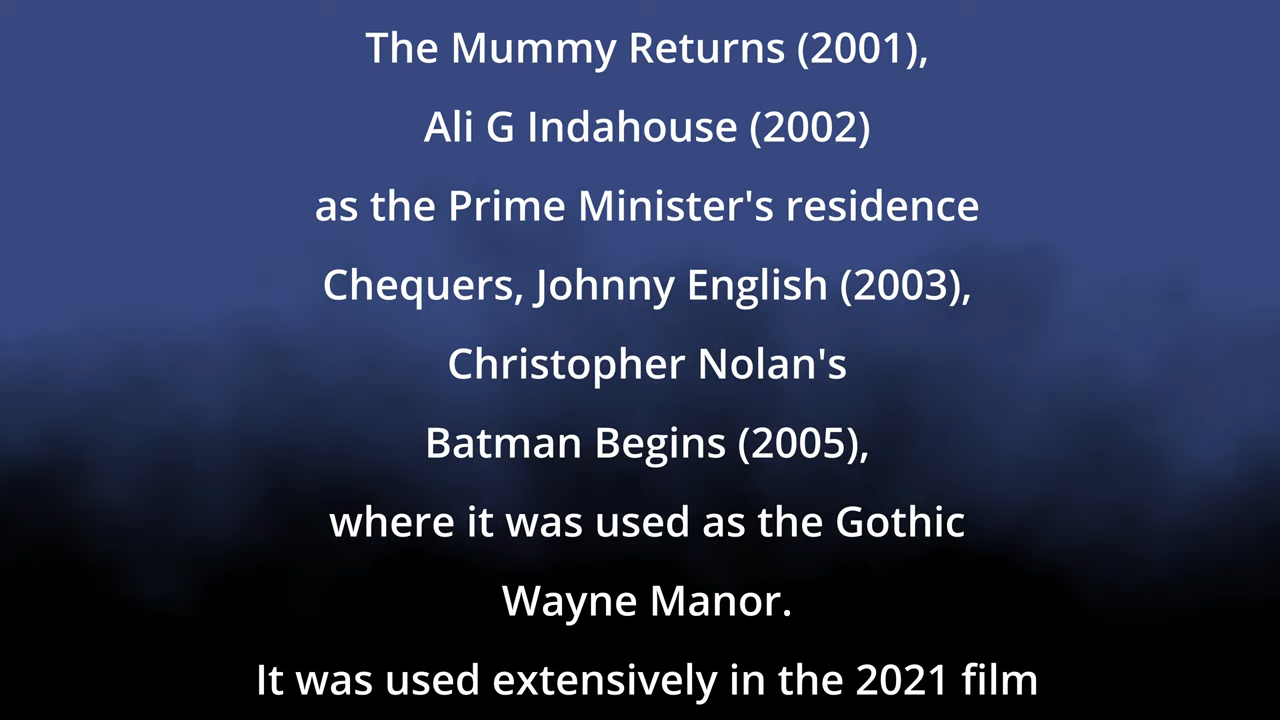 The Mummy Returns (2001),
Ali G Indahouse (2002)
as the Prime Minister's residence
Chequers, Johnny English (2003),
Christopher Nolan's
Batman Begins (2005),
where it was used as the Gothic
Wayne Manor.
It was used extensively in the 2021 film